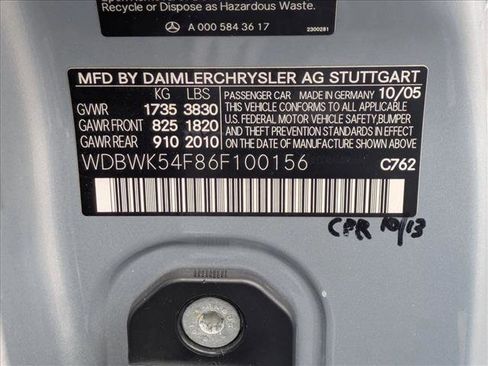 Recycle or Dispose as Hazardous Waste.
A 000 584 36 17
2300281
MFD BY DAIMLERCHRYSLER AG STUTTGART
KG LBS
GVWR 1735 3830
GAWR FRONT 825 1820
GAWR REAR 910 2010
PASSENGER CAR MADE IN GERMANY 10/05
THIS VEHICLE CONFORMS TO ALL APPLICABLE
U.S. FEDERAL MOTOR VEHICLE SAFETY,BUMPER
AND THEFT PREVENTION STANDARDS
IN EFFECT ON THE DATE OF
MANUFACTURE SHOWN ABOVE.
WDBWK54F86F100156
C762
CPR 10/13